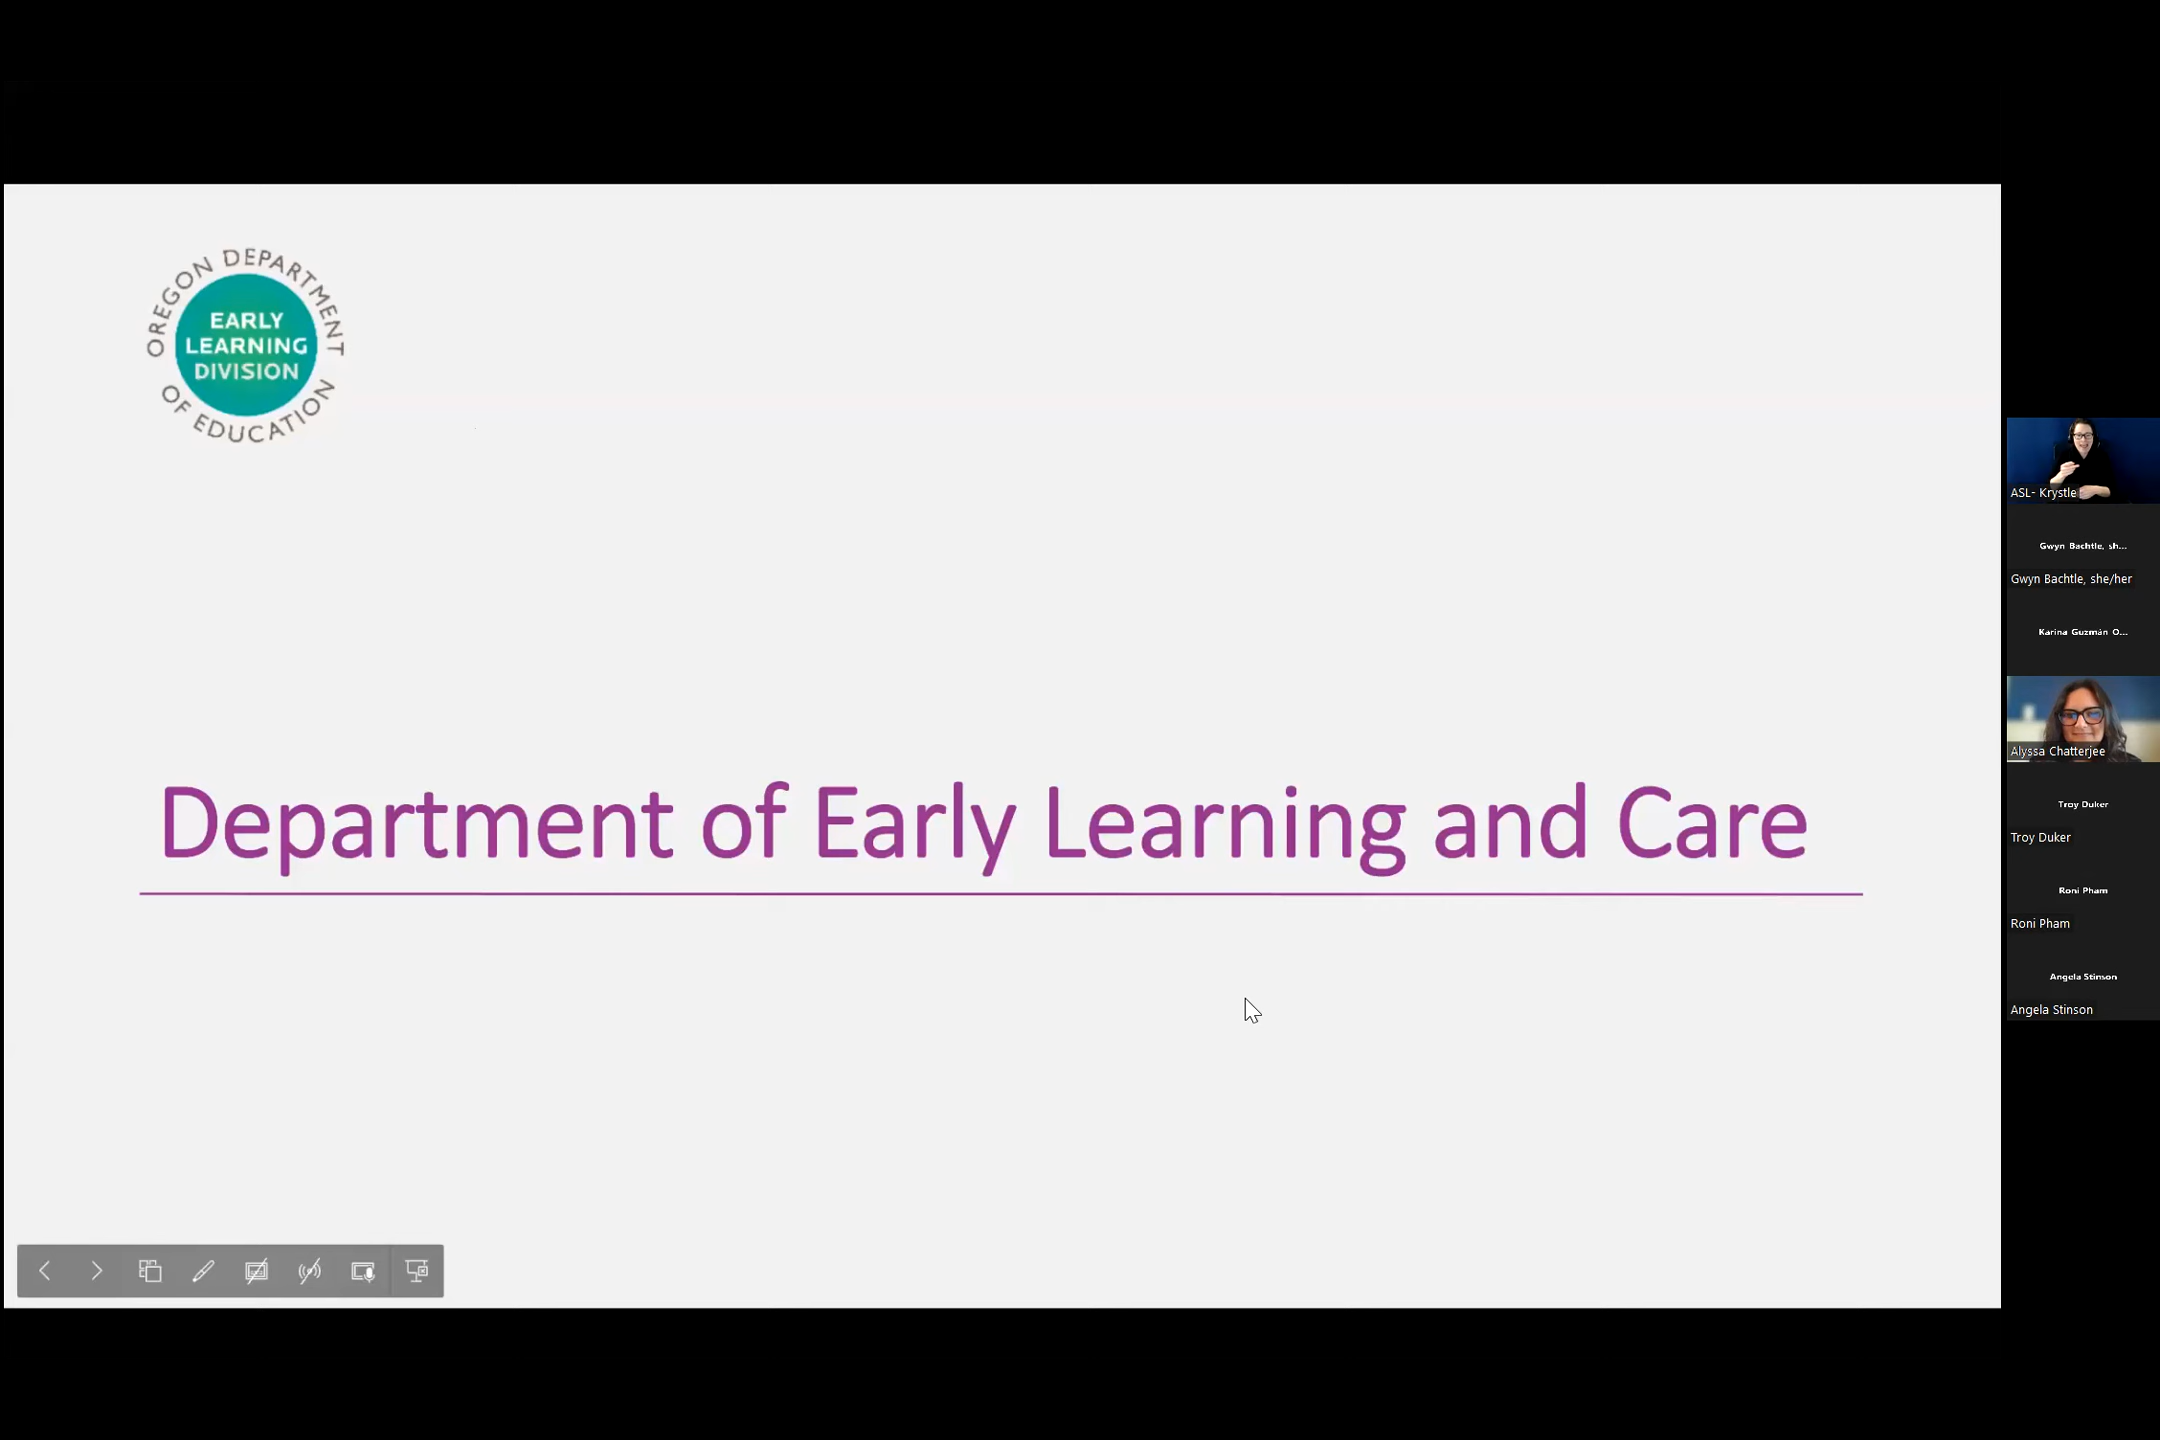 OREGON DEPARTMENT
OF EDUCATION
EARLY
LEARNING
DIVISION
Department of Early Learning and Care
ASL- Krystle
Gwyn Bachtle, sh...
Gwyn Bachtle, she/her
Karina Guzmán O...
Alyssa Chatterjee
Troy Duker
Troy Duker
Roni Pham
Roni Pham
Angela Stinson
Angela Stinson